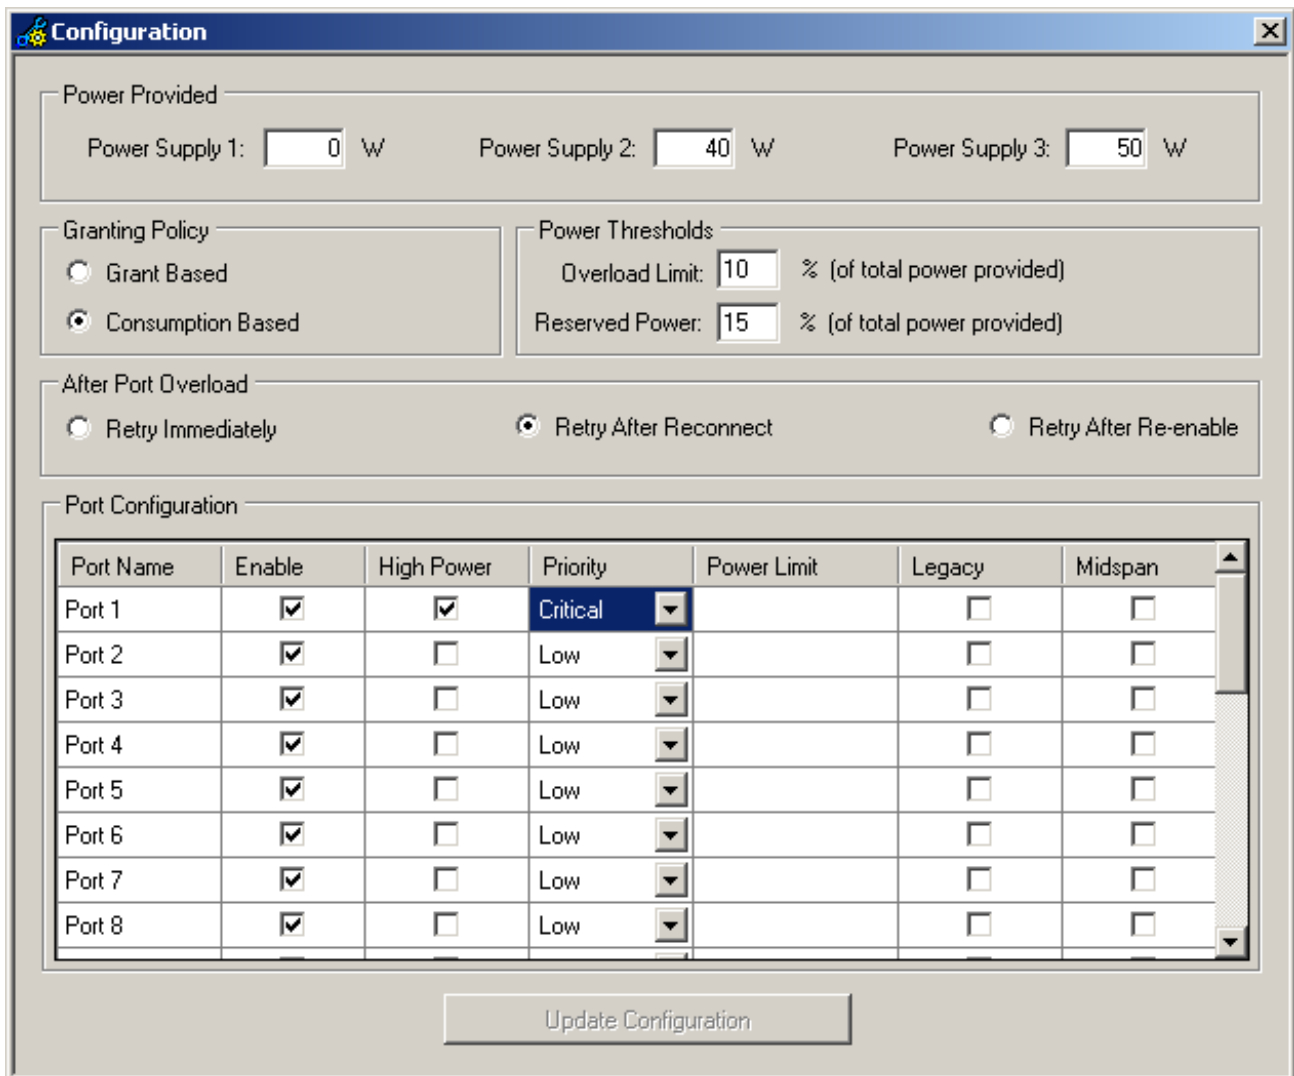 Configuration
Power Provided
Power Supply 1: 0 W Power Supply 2: 40 W Power Supply 3: 50 W
Granting Policy
Grant Based
Consumption Based
Power Thresholds
Overload Limit: 10 % (of total power provided)
Reserved Power: 15 % (of total power provided)
After Port Overload
Retry Immediately Retry After Reconnect Retry After Re-enable
Port Configuration
Port Name Enable High Power Priority Power Limit Legacy Midspan
Port 1 Critical
Port 2 Low
Port 3 Low
Port 4 Low
Port 5 Low
Port 6 Low
Port 7 Low
Port 8 Low
Update Configuration